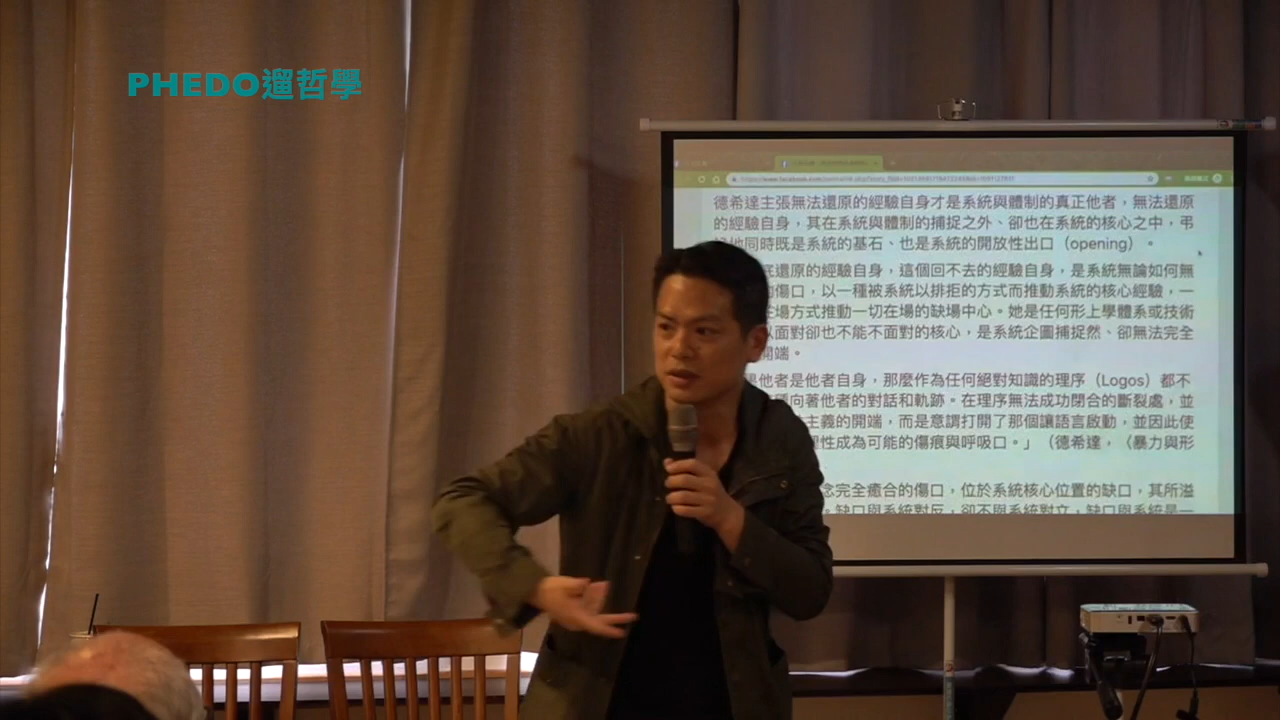 PHEDO遛哲學
德希達主張無法還原的經驗自身才是系統與體制的真正他者，無法還原
的經驗自身，其在系統與體制的捕捉之外、卻也在系統的核心之中，弔
地同時既是系統的基石、也是系統的開放性出口（opening）。
還原的經驗自身，這個回不去的經驗自身，是系統無論如何無
傷口，以一種被系統以排拒的方式而推動系統的核心經驗，一
場方式推動一切在場的缺場中心。她是任何形上學體系或技術
以面對卻也不能不面對的核心，是系統企圖捕捉然、卻無法完全
開端。
他者是他者自身，那麼作為任何絕對知識的理序（Logos）都不
向著他者的對話和軌跡。在理序無法成功閉合的斷裂處，並
主義的開端，而是意謂打開了那個讓語言啟動，並因此使
性成為可能的傷痕與呼吸口。」（德希達，〈暴力與形
念完全癒合的傷口，位於系統核心位置的缺口，其所溢
缺口與系統對反，卻不與系統對立，缺口與系統是一